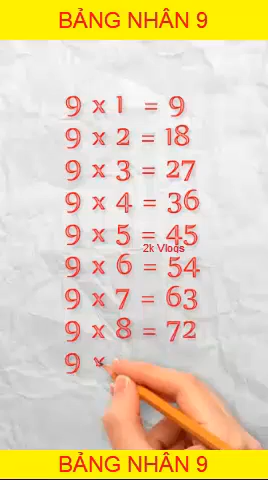 BẢNG NHÂN 9
9 x 1 = 9
9 x 2 = 18
9 x 3 = 27
9 x 4 = 36
9 x 5 = 45
2k Vlogs
9 x 6 = 54
9 x 7 = 63
9 x 8 = 72
9 x
BẢNG NHÂN 9